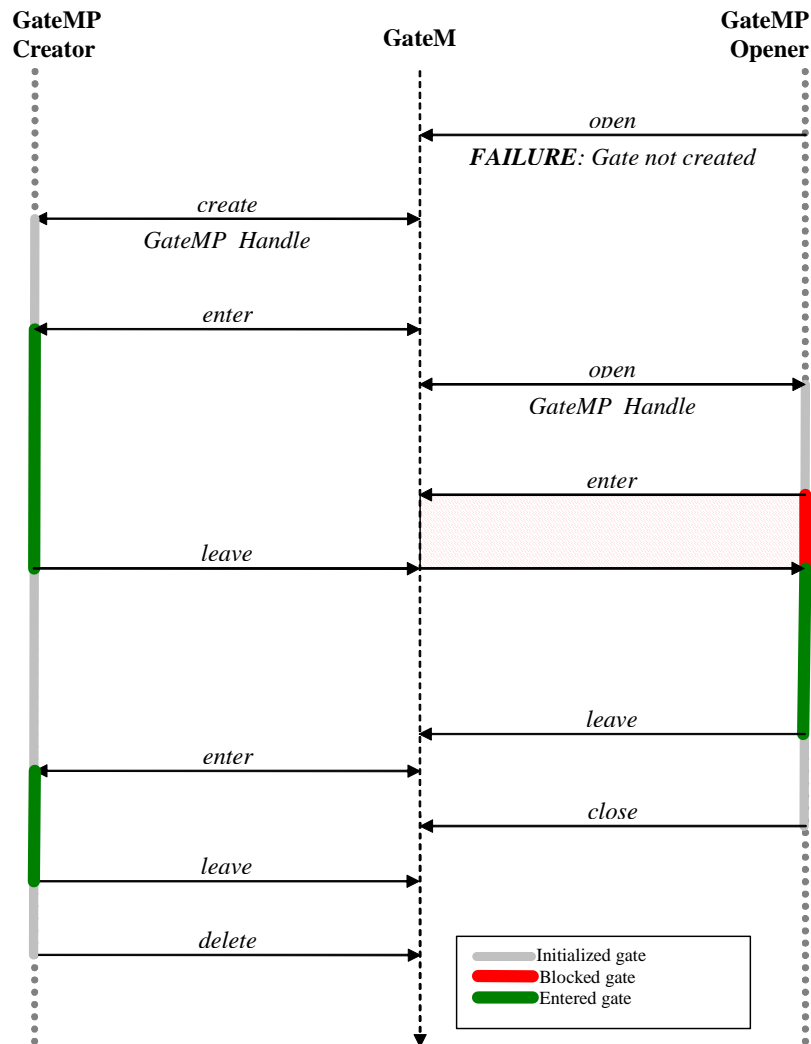 GateMP
Creator
GateM
GateMP
Opener
open
FAILURE: Gate not created
create
GateMP Handle
enter
open
GateMP Handle
enter
leave
leave
enter
close
leave
delete
Initialized gate
Blocked gate
Entered gate